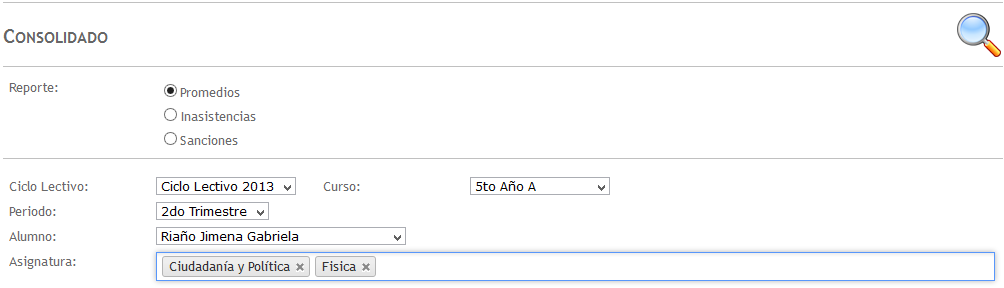 CONSOLIDADO
Reporte:
Promedios
Inasistencias
Sanciones
Ciclo Lectivo: Ciclo Lectivo 2013 Curso: 5to Año A
Periodo: 2do Trimestre
Alumno: Riaño Jimena Gabriela
Asignatura: Ciudadanía y Política × Fisica ×